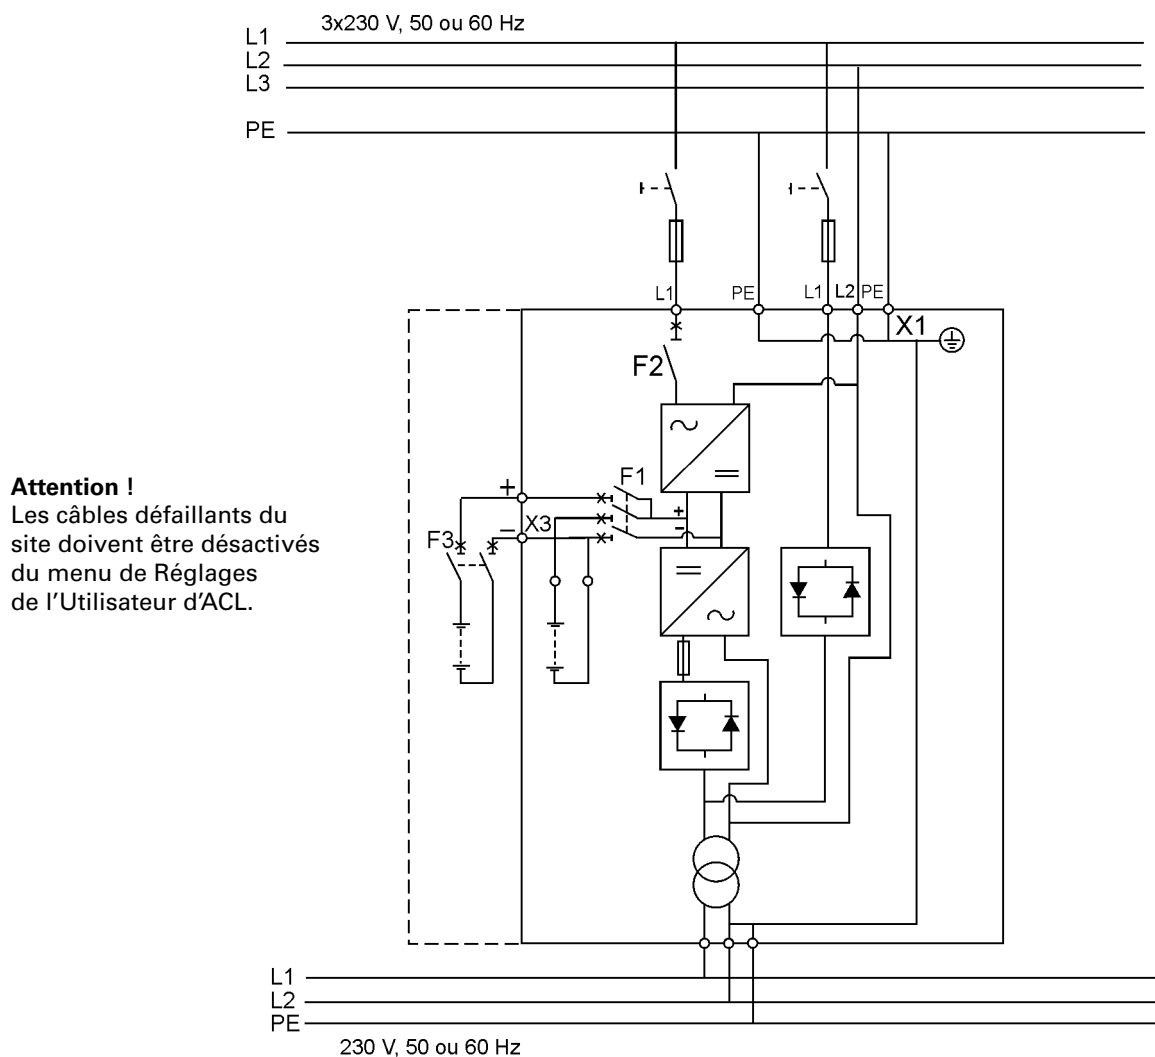 3x230 V, 50 ou 60 Hz
L1
L2
L3
PE
L1 PE L1 L2 PE
X1
F2
F1
+
+
X3
−
−
F3
Attention !
Les câbles défaillants du
site doivent être désactivés
du menu de Réglages
de l'Utilisateur d'ACL.
L1
L2
PE
230 V, 50 ou 60 Hz